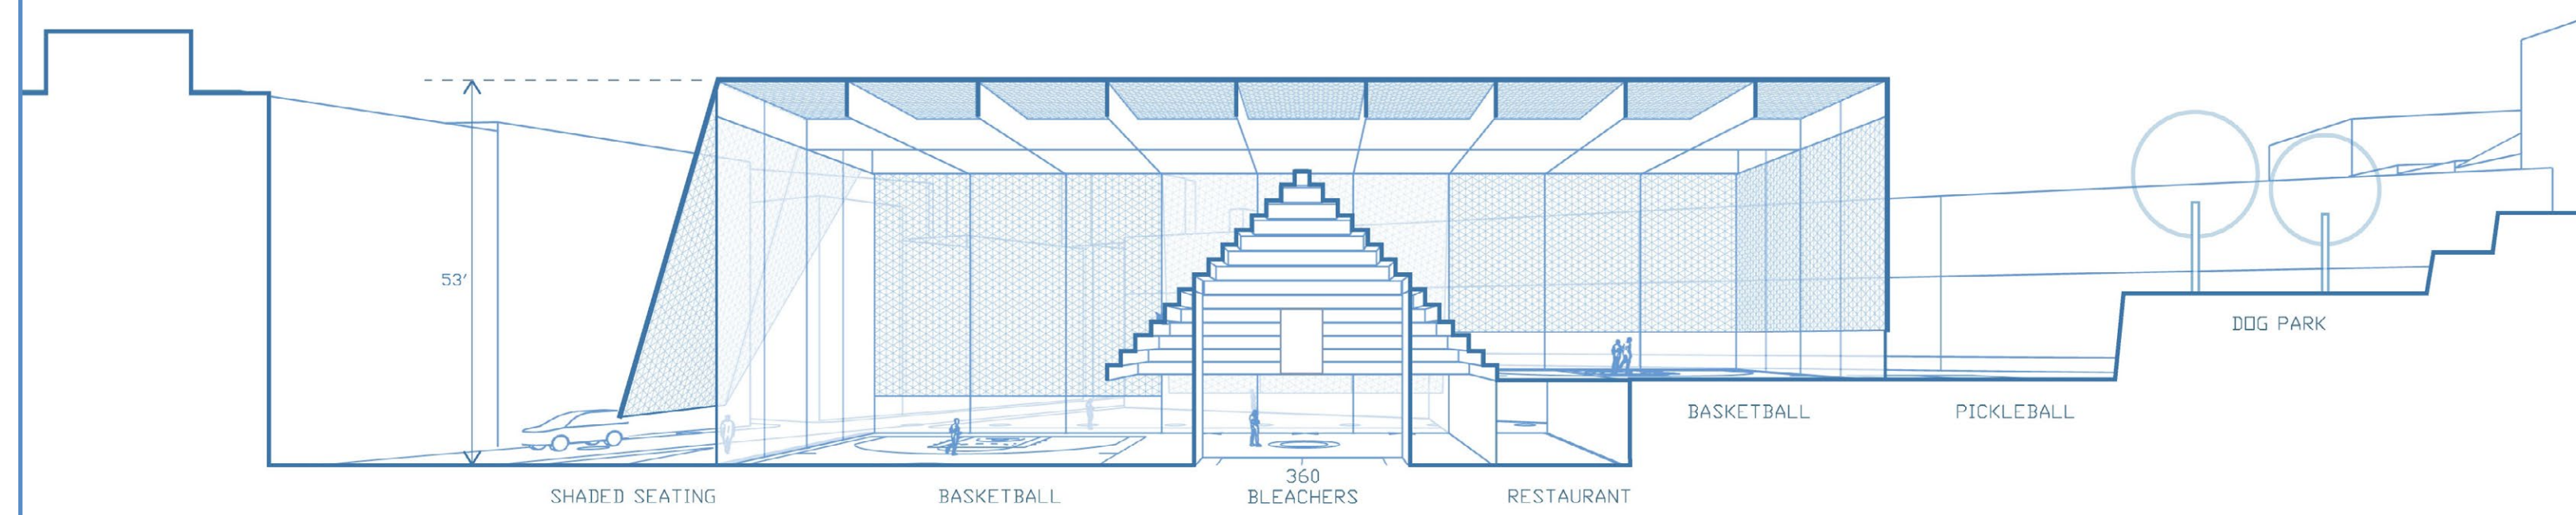 53'
DOG PARK
BASKETBALL
PICKLEBALL
SHADED SEATING
BASKETBALL
360
BLEACHERS
RESTAURANT